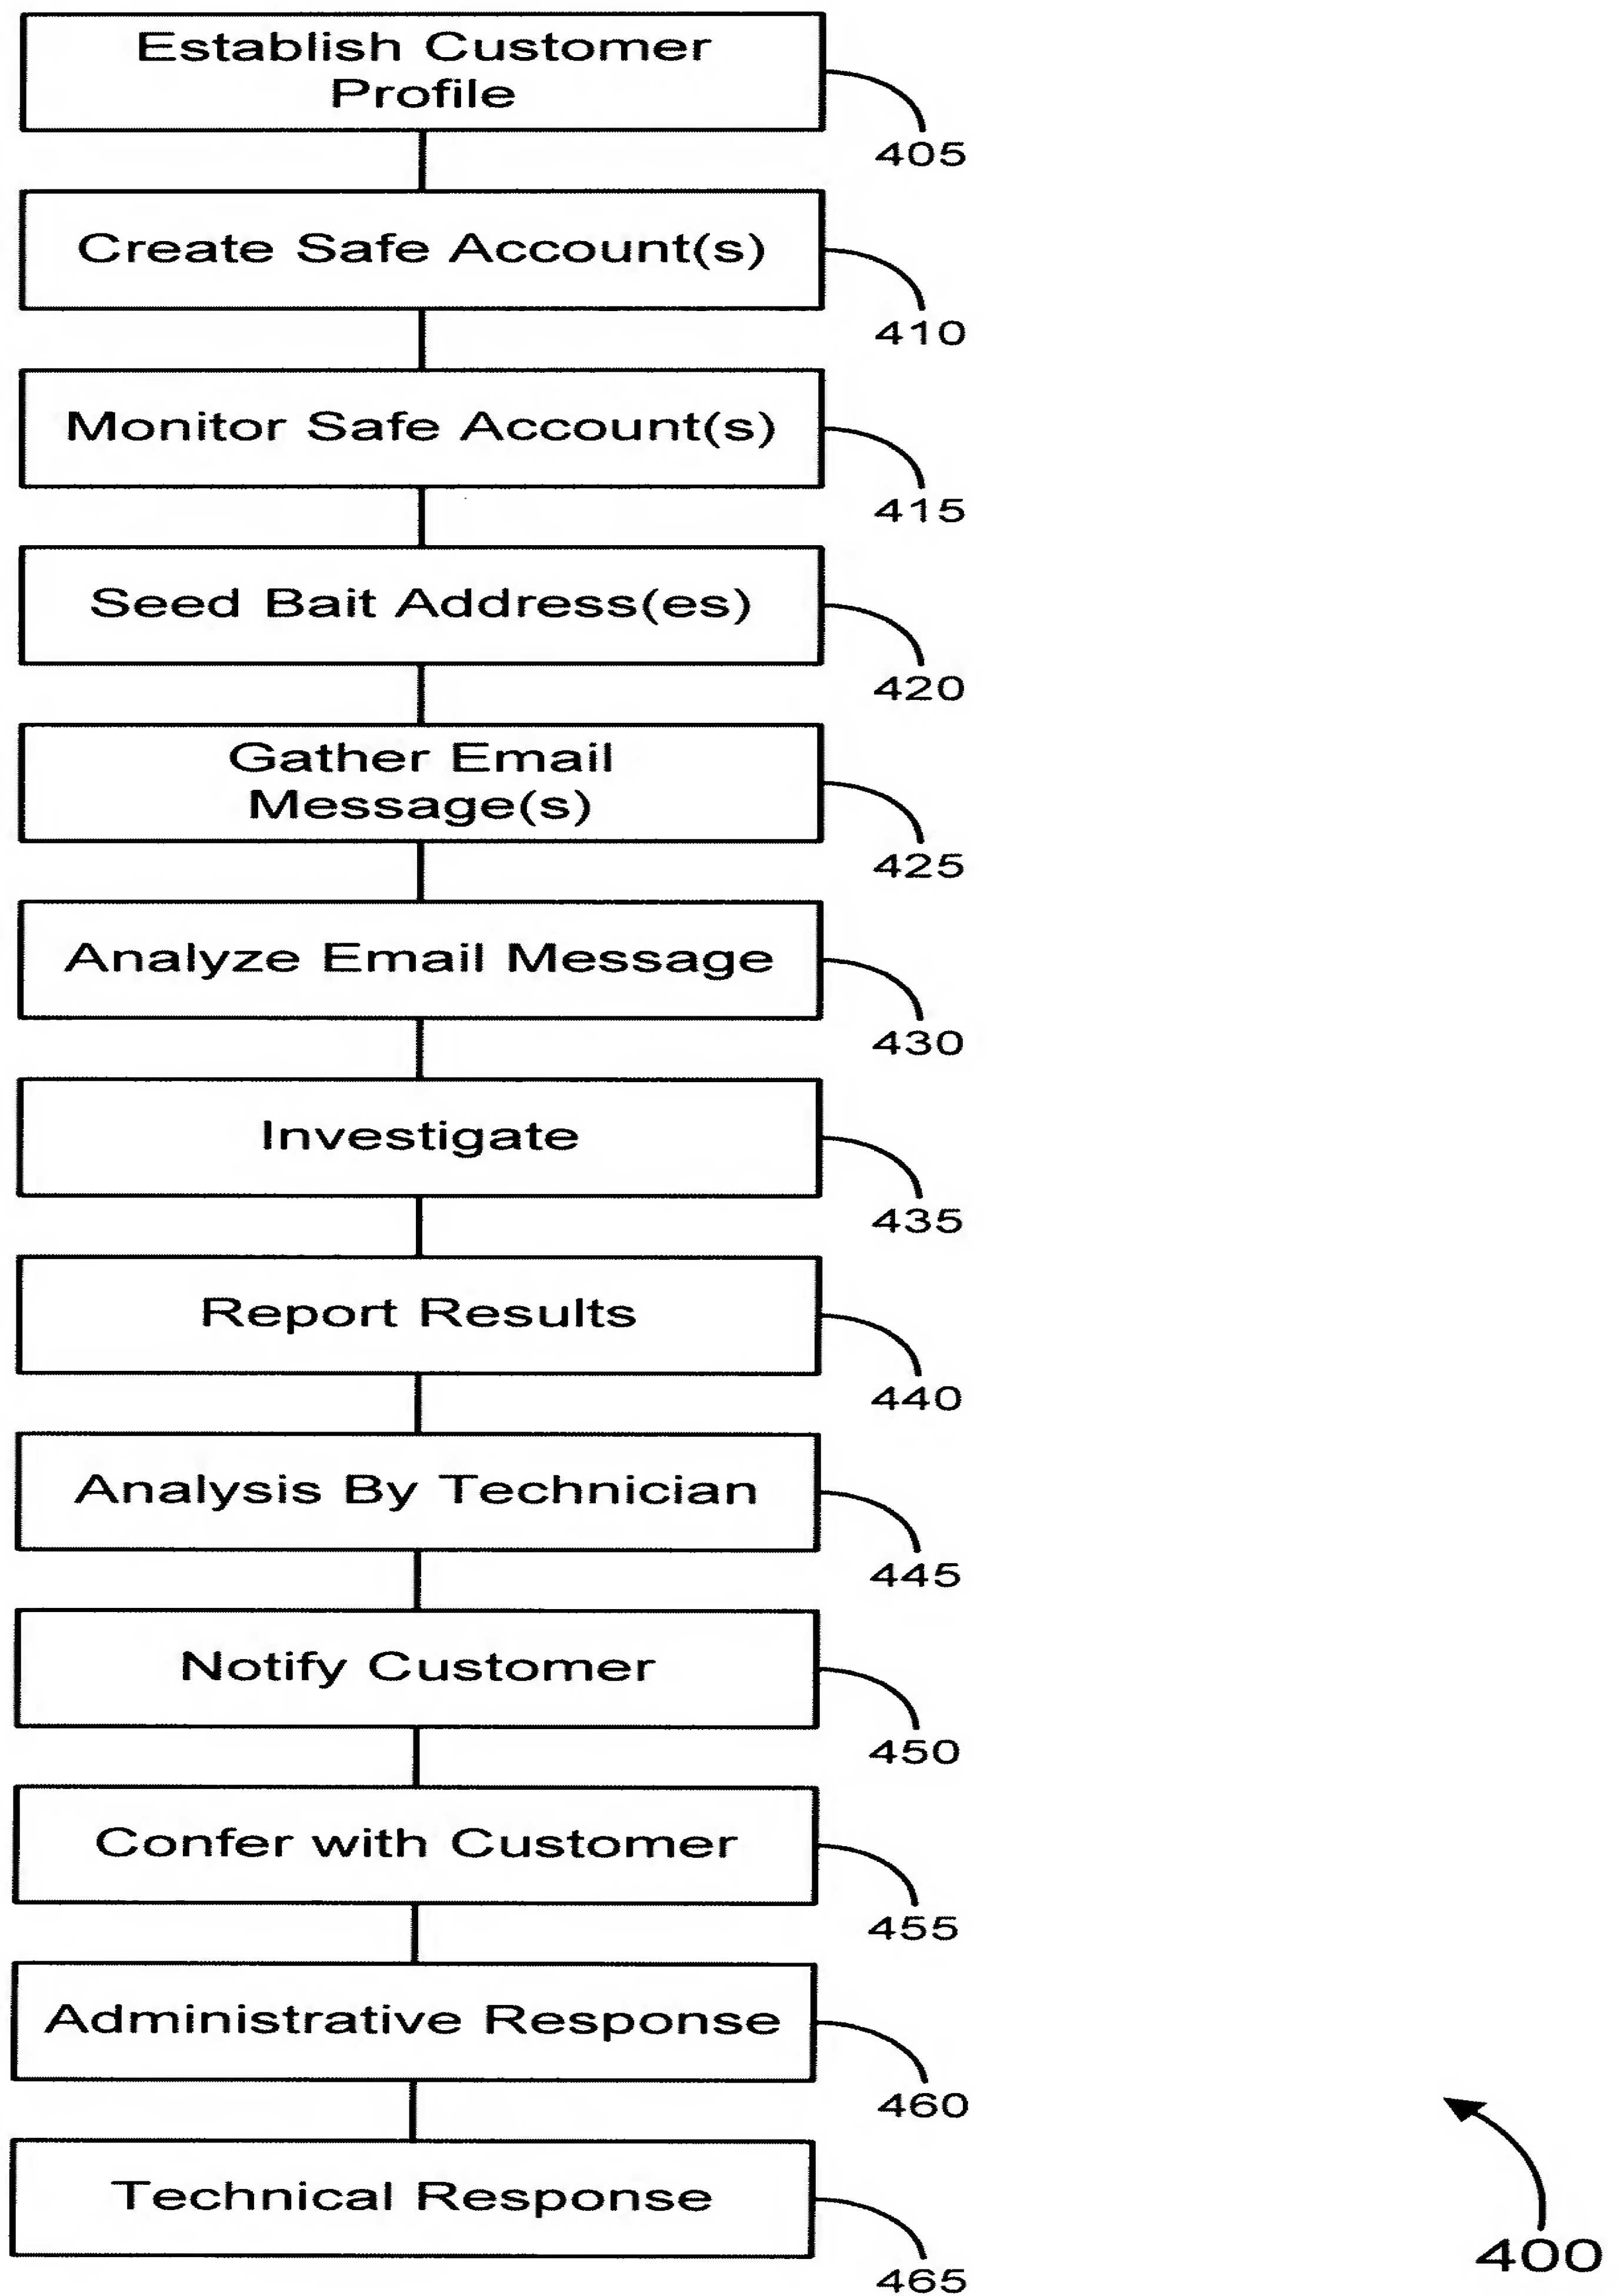 Establish Customer
Profile
405
Create Safe Account(s)
410
Monitor Safe Account(s)
415
Seed Bait Address(es)
420
Gather Email
Message(s)
425
Analyze Email Message
430
Investigate
435
Report Results
440
Analysis By Technician
445
Notify Customer
450
Confer with Customer
455
Administrative Response
460
Technical Response
465
400